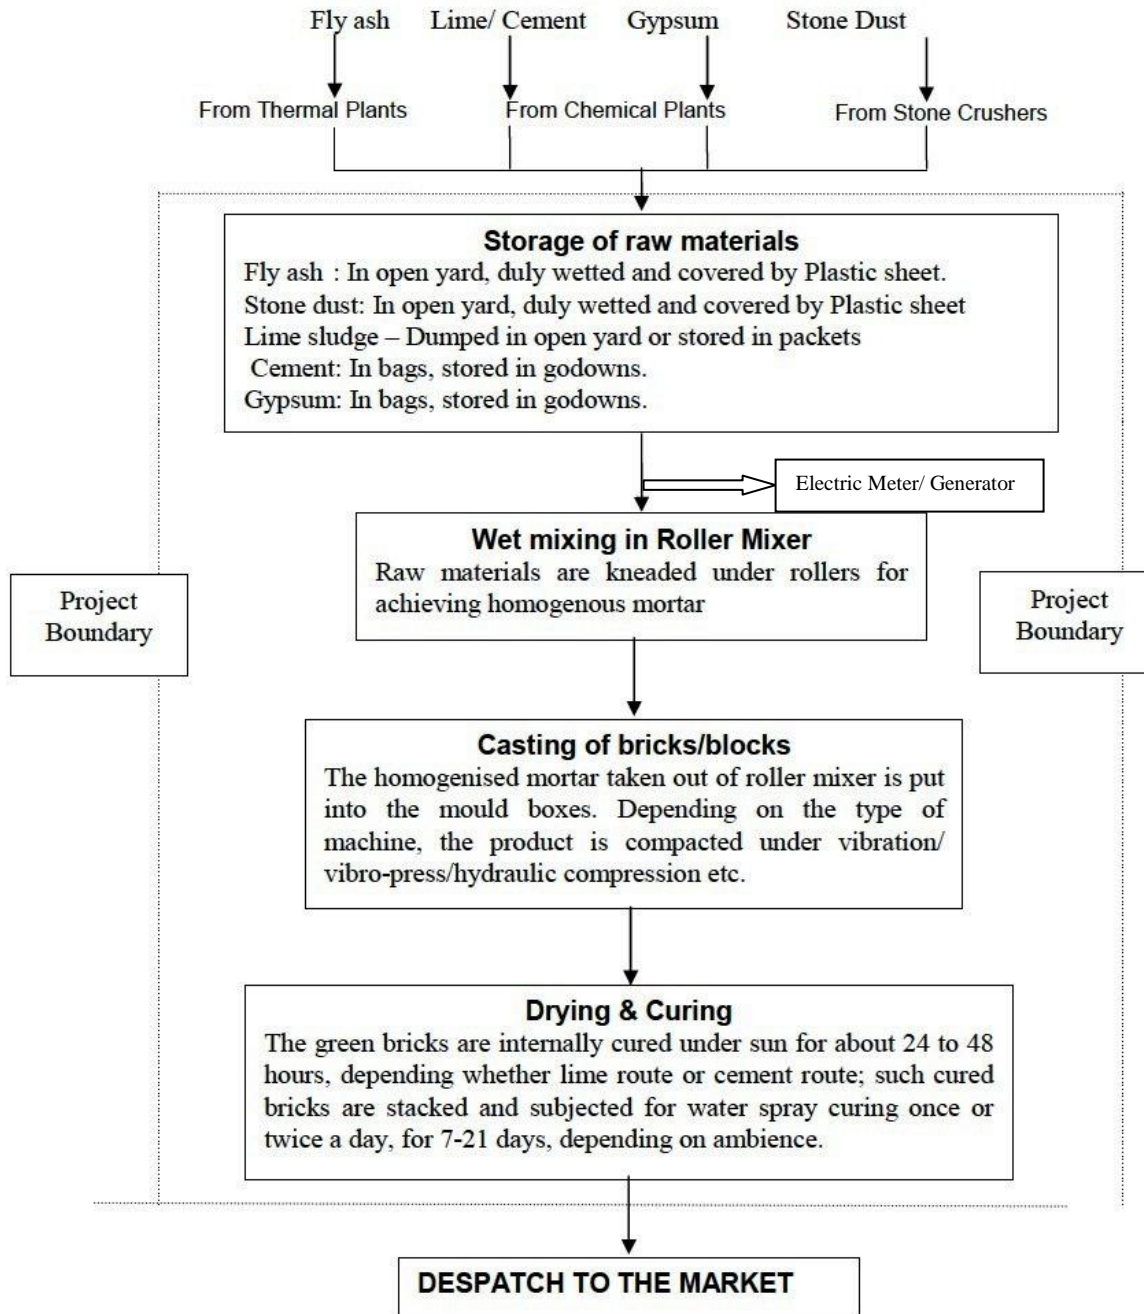 Fly ash Lime/ Cement Gypsum Stone Dust
From Thermal Plants From Chemical Plants From Stone Crushers
Storage of raw materials
Fly ash : In open yard, duly wetted and covered by Plastic sheet.
Stone dust: In open yard, duly wetted and covered by Plastic sheet
Lime sludge – Dumped in open yard or stored in packets
Cement: In bags, stored in godowns.
Gypsum: In bags, stored in godowns.
Electric Meter/ Generator
Wet mixing in Roller Mixer
Raw materials are kneaded under rollers for
achieving homogenous mortar
Project
Boundary
Project
Boundary
Casting of bricks/blocks
The homogenised mortar taken out of roller mixer is put
into the mould boxes. Depending on the type of
machine, the product is compacted under vibration/
vibro-press/hydraulic compression etc.
Drying & Curing
The green bricks are internally cured under sun for about 24 to 48
hours, depending whether lime route or cement route; such cured
bricks are stacked and subjected for water spray curing once or
twice a day, for 7-21 days, depending on ambience.
DESPATCH TO THE MARKET